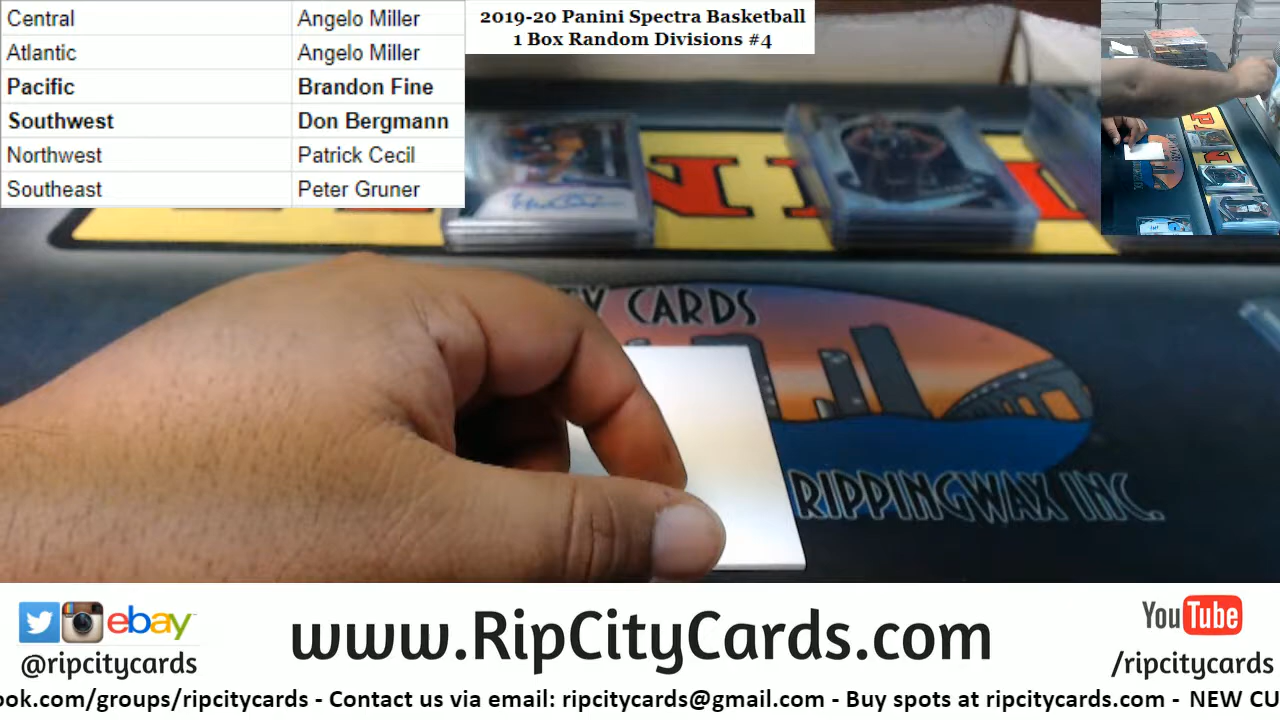 Central Angelo Miller
Atlantic Angelo Miller
Pacific Brandon Fine
Southwest Don Bergmann
Northwest Patrick Cecil
Southeast Peter Gruner
2019-20 Panini Spectra Basketball
1 Box Random Divisions #4
CARDS
RIPPINGWAX INC.
ebay
@ripcitycards
www.RipCityCards.com
YouTube
/ripcitycards
ook.com/groups/ripcitycards - Contact us via email: ripcitycards@gmail.com - Buy spots at ripcitycards.com - NEW CU